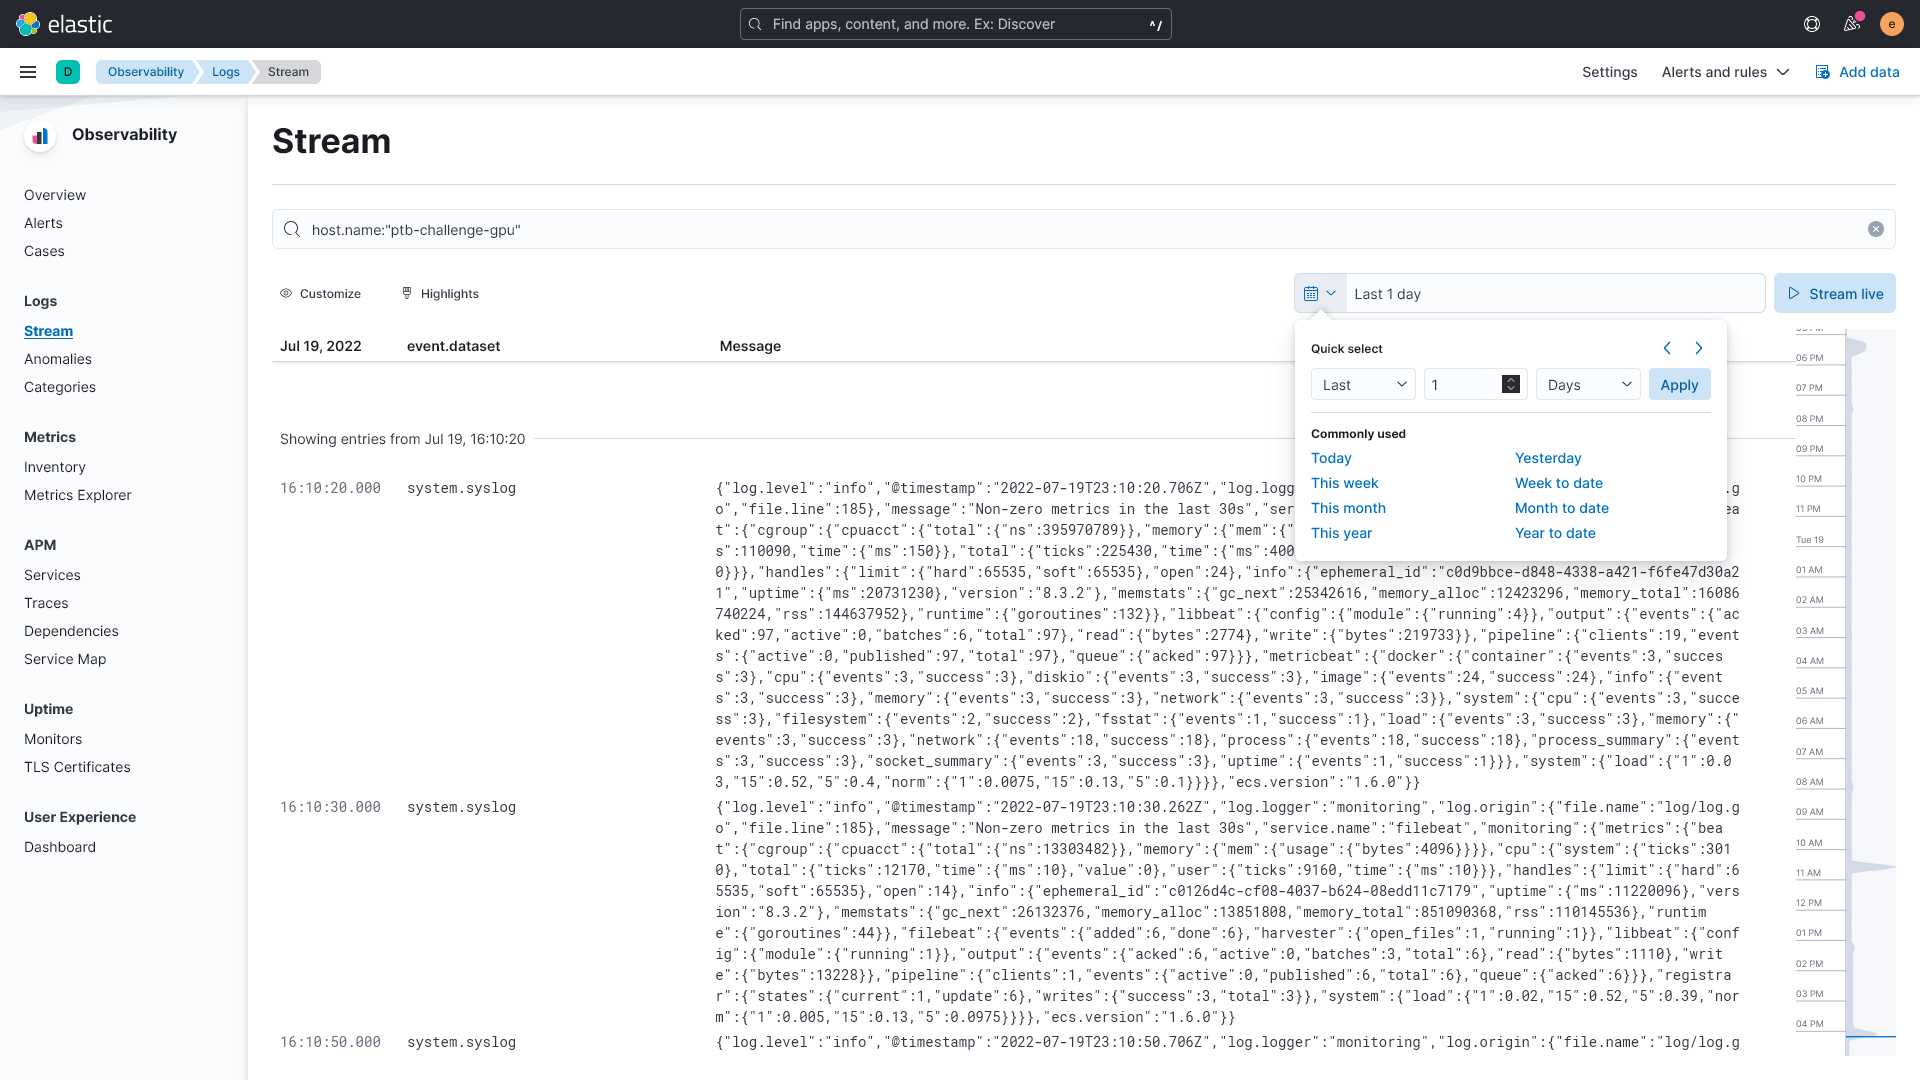 elastic
Find apps, content, and more. Ex: Discover
^/
e
D
Observability
Logs
Stream
Settings
Alerts and rules
Add data
Observability
Overview
Alerts
Cases
Logs
Stream
Anomalies
Categories
Metrics
Inventory
Metrics Explorer
APM
Services
Traces
Dependencies
Service Map
Uptime
Monitors
TLS Certificates
User Experience
Dashboard
Stream
host.name:"ptb-challenge-gpu"
Customize
Highlights
Last 1 day
Stream live
Quick select
Last
1
Days
Apply
Commonly used
Today
Yesterday
This week
Week to date
This month
Month to date
This year
Year to date
Jul 19, 2022
event.dataset
Message
Showing entries from Jul 19, 16:10:20
16:10:20.000
system.syslog
{"log.level":"info","@timestamp":"2022-07-19T23:10:20.706Z","log.logg
g
o","file.line":185},"message":"Non-zero metrics in the last 30s","ser
ea
t":{"cgroup":{"cpuacct":{"total":{"ns":395970789}},"memory":{"mem":{"
s":110090,"time":{"ms":150}},"total":{"ticks":225430,"time":{"ms":400
0}}},"handles":{"limit":{"hard":65535,"soft":65535},"open":24},"info":{"ephemeral_id":"c0d9bbce-d848-4338-a421-f6fe47d30a2
1","uptime":{"ms":20731230},"version":"8.3.2"},"memstats":{"gc_next":25342616,"memory_alloc":12423296,"memory_total":16086
740224,"rss":144637952},"runtime":{"goroutines":132}},"libbeat":{"config":{"module":{"running":4}},"output":{"events":{"ac
ked":97,"active":0,"batches":6,"total":97},"read":{"bytes":2774},"write":{"bytes":219733}},"pipeline":{"clients":19,"event
s":{"active":0,"published":97,"total":97},"queue":{"acked":97}}},"metricbeat":{"docker":{"container":{"events":3,"succes
s":3},"cpu":{"events":3,"success":3},"diskio":{"events":3,"success":3},"image":{"events":24,"success":24},"info":{"event
s":3,"success":3},"memory":{"events":3,"success":3},"network":{"events":3,"success":3}},"system":{"cpu":{"events":3,"succe
ss":3},"filesystem":{"events":2,"success":2},"fsstat":{"events":1,"success":1},"load":{"events":3,"success":3},"memory":{"
events":3,"success":3},"network":{"events":18,"success":18},"process":{"events":18,"success":18},"process_summary":{"event
s":3,"success":3},"socket_summary":{"events":3,"success":3},"uptime":{"events":1,"success":1}}},"system":{"load":{"1":0.0
3,"15":0.52,"5":0.4,"norm":{"1":0.0075,"15":0.13,"5":0.1}}}},"ecs.version":"1.6.0"}}
16:10:30.000
system.syslog
{"log.level":"info","@timestamp":"2022-07-19T23:10:30.262Z","log.logger":"monitoring","log.origin":{"file.name":"log/log.g
o","file.line":185},"message":"Non-zero metrics in the last 30s","service.name":"filebeat","monitoring":{"metrics":{"bea
t":{"cgroup":{"cpuacct":{"total":{"ns":13303482}},"memory":{"mem":{"usage":{"bytes":4096}}}},"cpu":{"system":{"ticks":301
0},"total":{"ticks":12170,"time":{"ms":10},"value":0},"user":{"ticks":9160,"time":{"ms":10}}},"handles":{"limit":{"hard":6
5535,"soft":65535},"open":14},"info":{"ephemeral_id":"c0126d4c-cf08-4037-b624-08edd11c7179","uptime":{"ms":11220096},"vers
ion":"8.3.2"},"memstats":{"gc_next":26132376,"memory_alloc":13851808,"memory_total":851090368,"rss":110145536},"runtim
e":{"goroutines":44}},"filebeat":{"events":{"added":6,"done":6},"harvester":{"open_files":1,"running":1}},"libbeat":{"conf
ig":{"module":{"running":1}},"output":{"events":{"acked":6,"active":0,"batches":3,"total":6},"read":{"bytes":1110},"writ
e":{"bytes":13228}},"pipeline":{"clients":1,"events":{"active":0,"published":6,"total":6},"queue":{"acked":6}}},"registra
r":{"states":{"current":1,"update":6},"writes":{"success":3,"total":3}},"system":{"load":{"1":0.02,"15":0.52,"5":0.39,"nor
m":{"1":0.005,"15":0.13,"5":0.0975}}}},"ecs.version":"1.6.0"}}
16:10:50.000
system.syslog
{"log.level":"info","@timestamp":"2022-07-19T23:10:50.706Z","log.logger":"monitoring","log.origin":{"file.name":"log/log.g
06 PM
07 PM
08 PM
09 PM
10 PM
11 PM
Tue 19
01 AM
02 AM
03 AM
04 AM
05 AM
06 AM
07 AM
08 AM
09 AM
10 AM
11 AM
12 PM
01 PM
02 PM
03 PM
04 PM